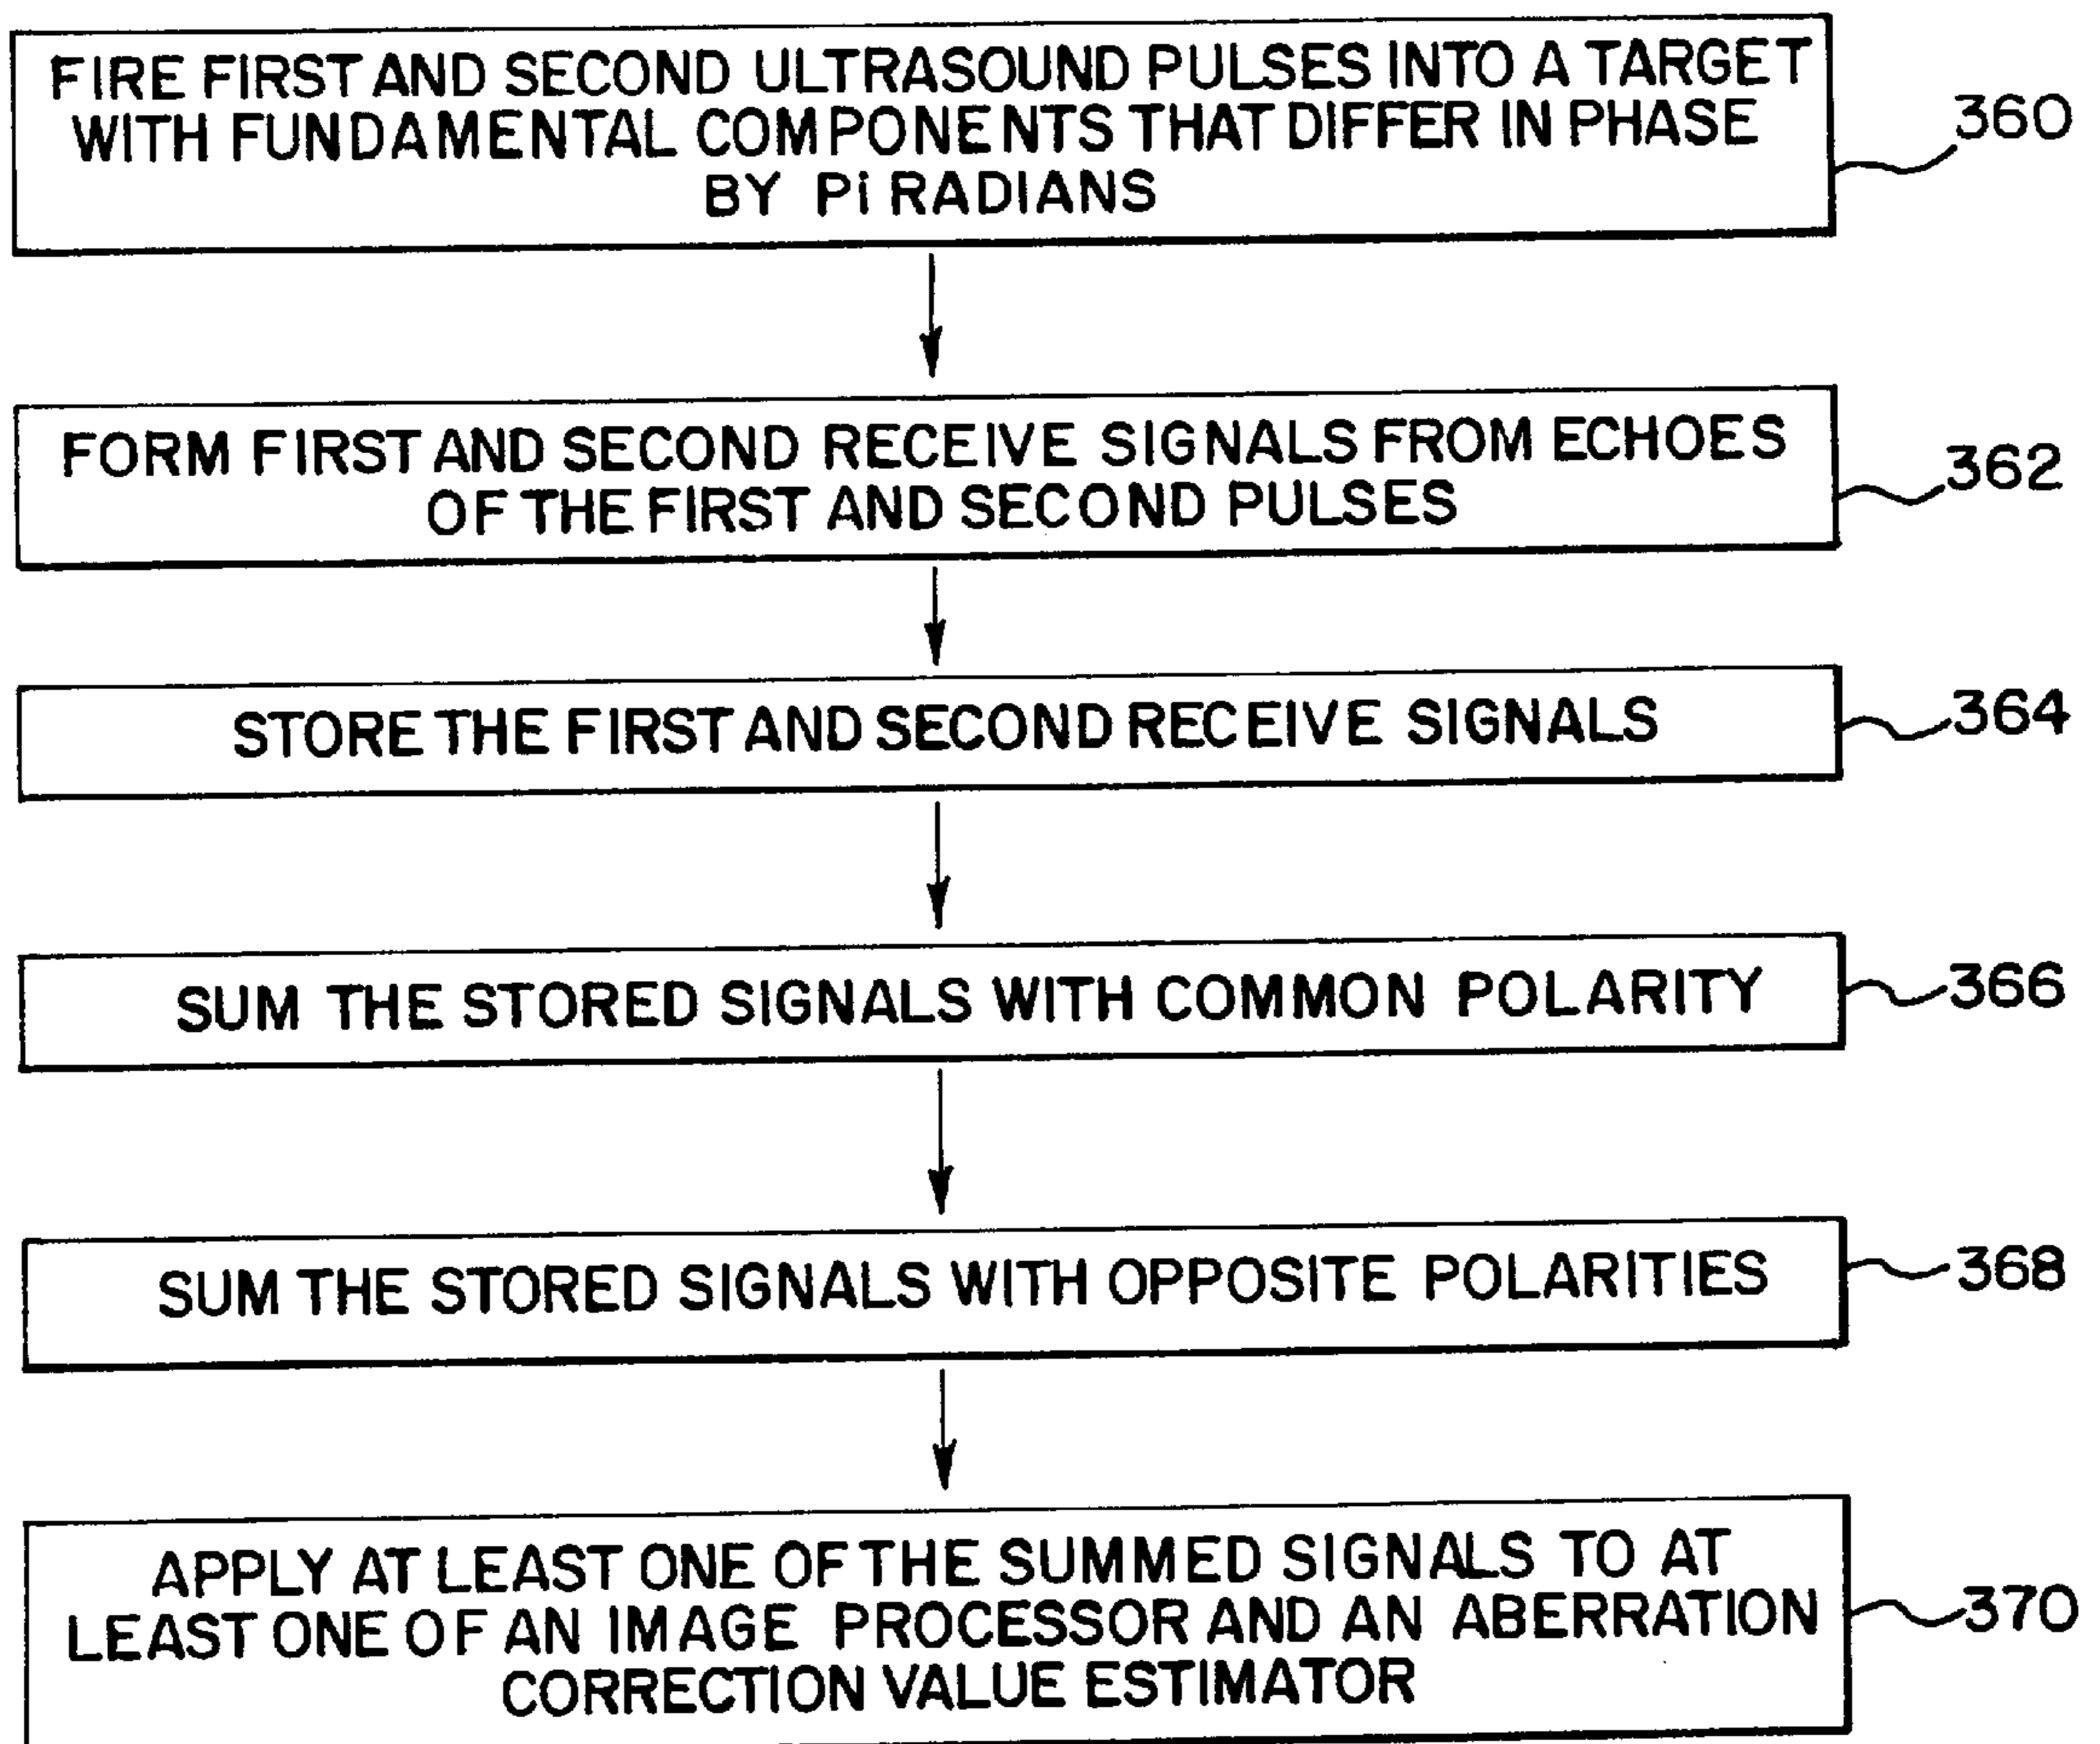 FIRE FIRST AND SECOND ULTRASOUND PULSES INTO A TARGET
WITH FUNDAMENTAL COMPONENTS THAT DIFFER IN PHASE
BY Pi RADIANS
360
FORM FIRST AND SECOND RECEIVE SIGNALS FROM ECHOES
OF THE FIRST AND SECOND PULSES
362
STORE THE FIRST AND SECOND RECEIVE SIGNALS
364
SUM THE STORED SIGNALS WITH COMMON POLARITY
366
SUM THE STORED SIGNALS WITH OPPOSITE POLARITIES
368
APPLY AT LEAST ONE OF THE SUMMED SIGNALS TO AT
LEAST ONE OF AN IMAGE PROCESSOR AND AN ABERRATION
CORRECTION VALUE ESTIMATOR
370